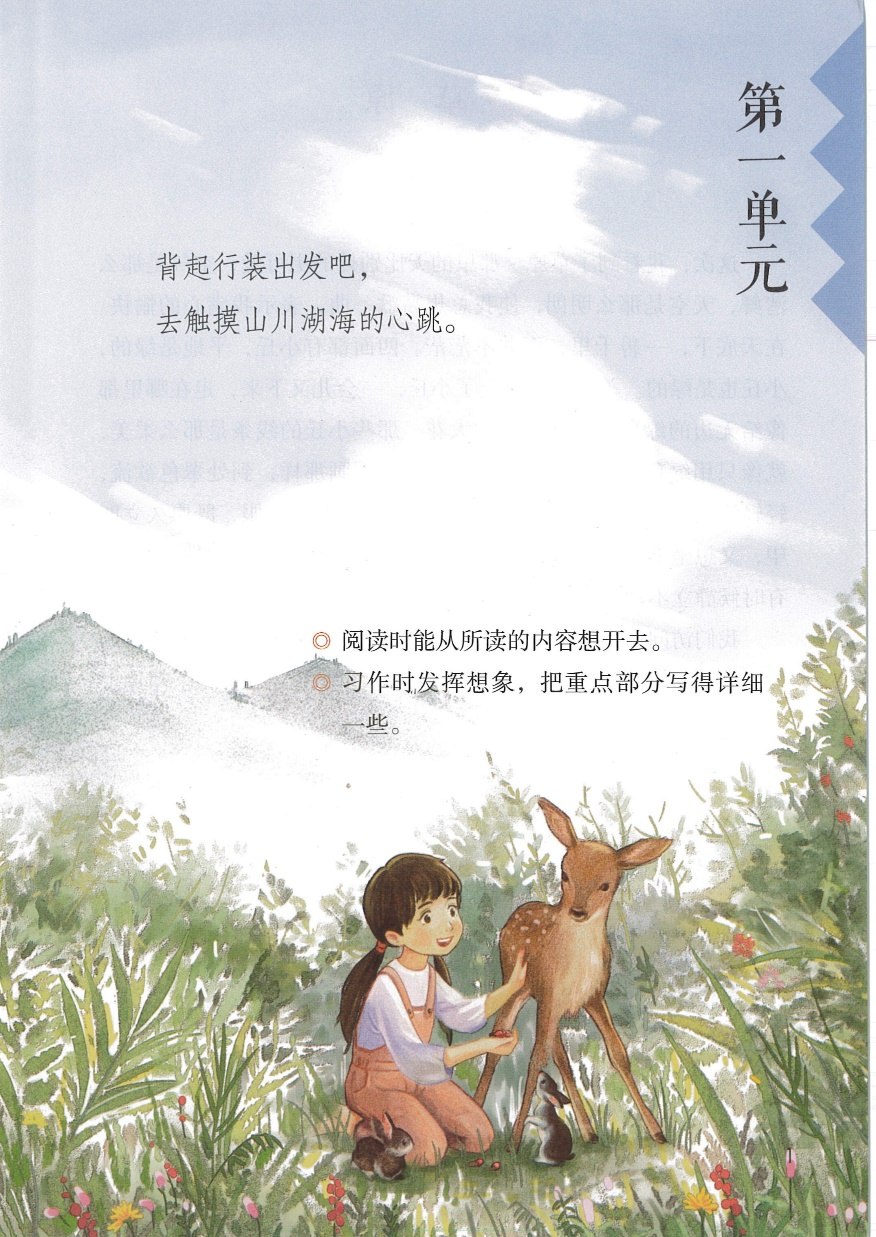 第一单元
背起行装出发吧，
去触摸山川湖海的心跳。
◎ 阅读时能从所读的内容想开去。
◎ 习作时发挥想象，把重点部分写得详细
一些。